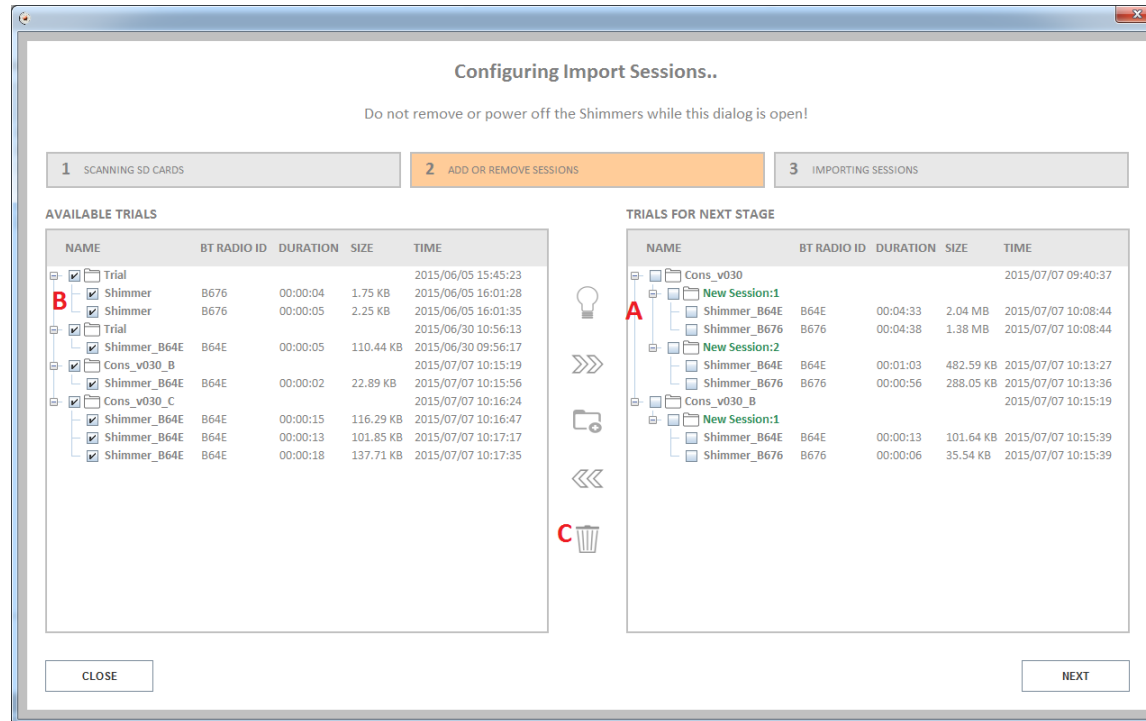 Configuring Import Sessions..
Do not remove or power off the Shimmers while this dialog is open!
1 SCANNING SD CARDS
2 ADD OR REMOVE SESSIONS
3 IMPORTING SESSIONS
AVAILABLE TRIALS
NAME BT RADIO ID DURATION SIZE TIME
Trial 2015/06/05 15:45:23
B
Shimmer B676 00:00:04 1.75 KB 2015/06/05 16:01:28
Shimmer B676 00:00:05 2.25 KB 2015/06/05 16:01:35
Trial 2015/06/30 10:56:13
Shimmer_B64E B64E 00:00:05 110.44 KB 2015/06/30 09:56:17
Cons_v030_B 2015/07/07 10:15:19
Shimmer_B64E B64E 00:00:02 22.89 KB 2015/07/07 10:15:56
Cons_v030_C 2015/07/07 10:16:24
Shimmer_B64E B64E 00:00:15 116.29 KB 2015/07/07 10:16:47
Shimmer_B64E B64E 00:00:13 101.85 KB 2015/07/07 10:17:17
Shimmer_B64E B64E 00:00:18 137.71 KB 2015/07/07 10:17:35
C
TRIALS FOR NEXT STAGE
NAME BT RADIO ID DURATION SIZE TIME
Cons_v030 2015/07/07 09:40:37
New Session:1
A
Shimmer_B64E B64E 00:04:33 2.04 MB 2015/07/07 10:08:44
Shimmer_B676 B676 00:04:38 1.38 MB 2015/07/07 10:08:44
New Session:2
Shimmer_B64E B64E 00:01:03 482.59 KB 2015/07/07 10:13:27
Shimmer_B676 B676 00:00:56 288.05 KB 2015/07/07 10:13:36
Cons_v030_B 2015/07/07 10:15:19
New Session:1
Shimmer_B64E B64E 00:00:13 101.64 KB 2015/07/07 10:15:39
Shimmer_B676 B676 00:00:06 35.54 KB 2015/07/07 10:15:39
CLOSE
NEXT